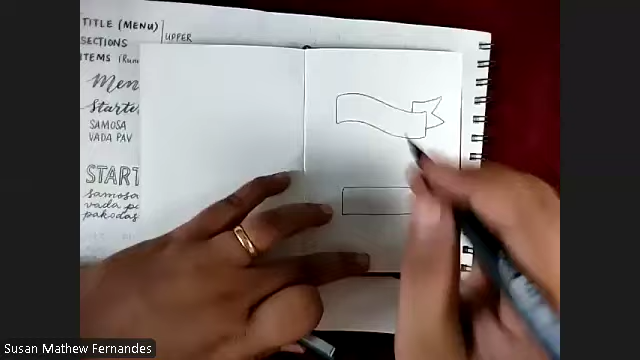 TITLE (MENU)
UPPER
SECTIONS
ITEMS
Men
Starte
SAMOSA
VADA PAV
START
samosa
vada pa
pakodas
Susan Mathew Fernandes